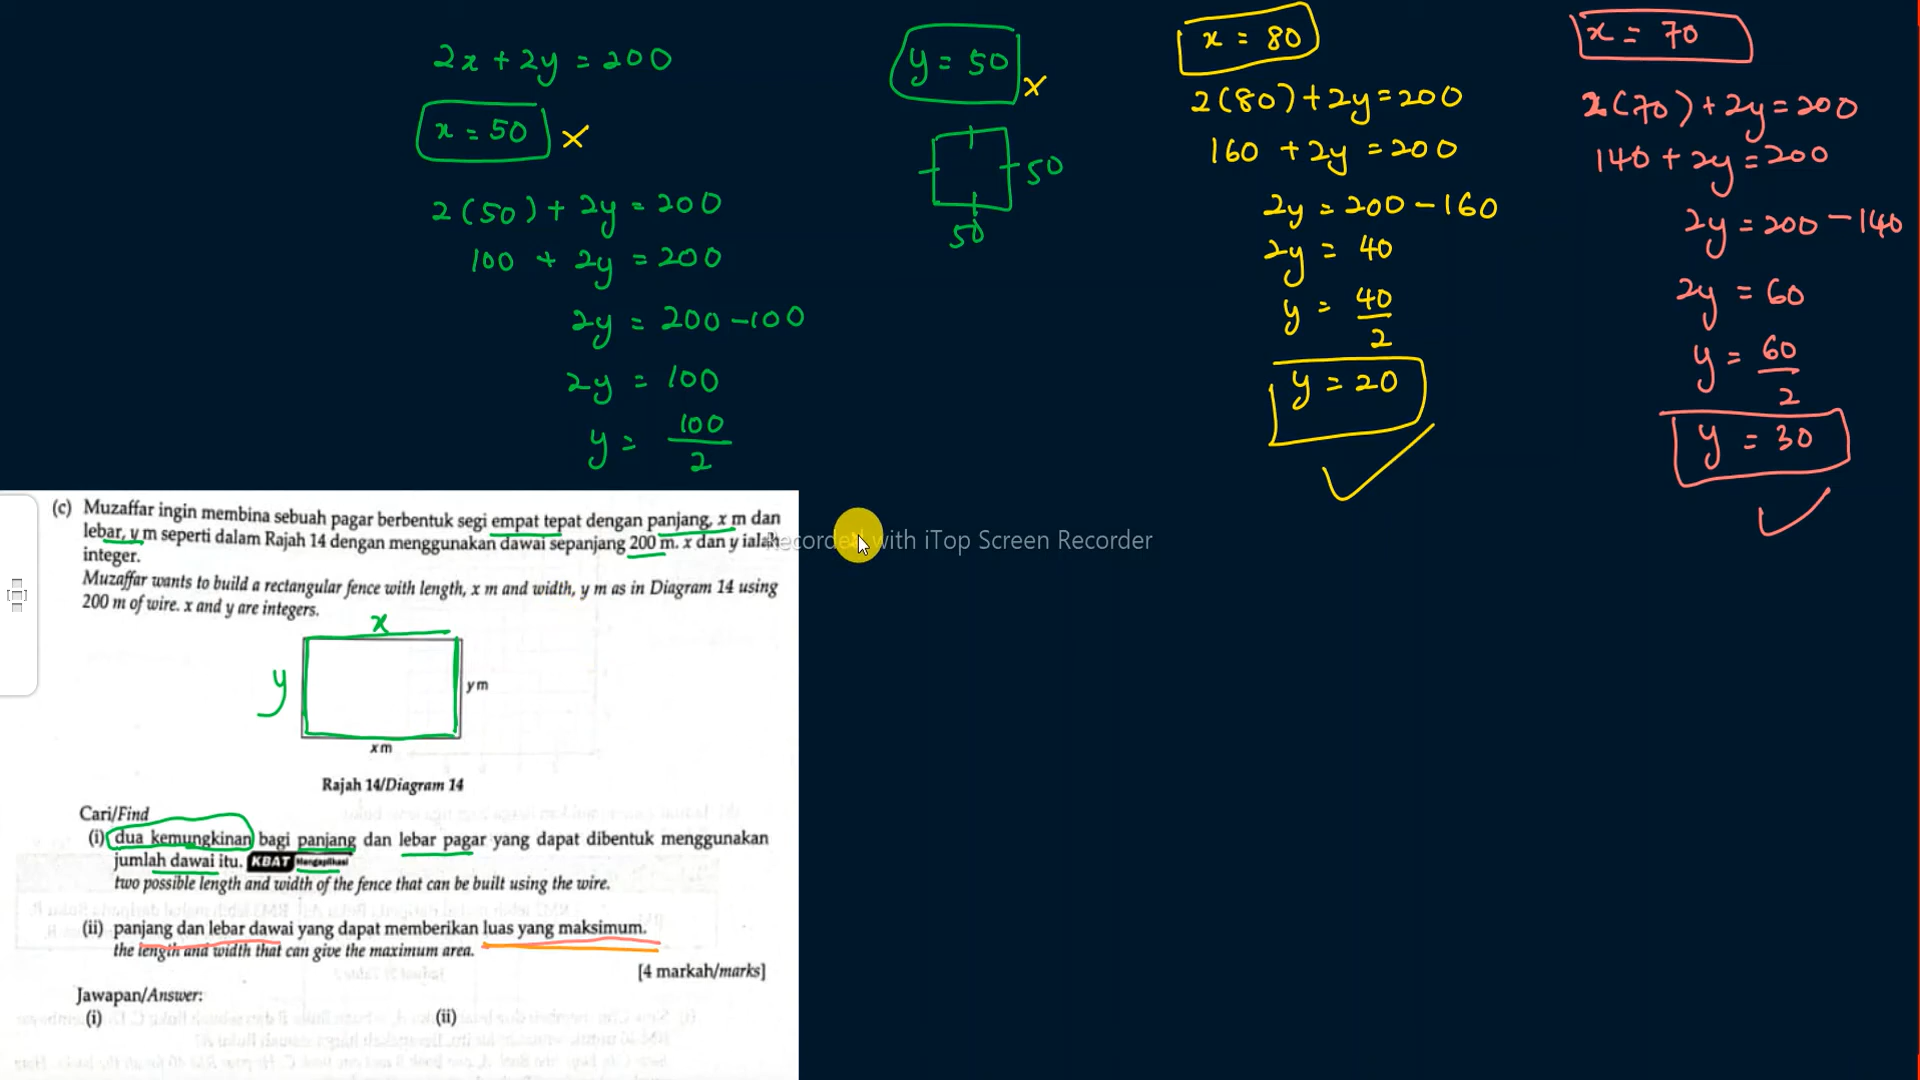 2x + 2y = 200
x = 50 ×
2(50) + 2y = 200
100 + 2y = 200
2y = 200 - 100
2y = 100
y = 100/2
y = 50 ×
50
50
x = 80
2(80) + 2y = 200
160 + 2y = 200
2y = 200 - 160
2y = 40
y = 40/2
y = 20
x = 70
2(70) + 2y = 200
140 + 2y = 200
2y = 200 - 140
2y = 60
y = 60/2
y = 30
(c) Muzaffar ingin membina sebuah pagar berbentuk segi empat tepat dengan panjang, x m dan
lebar, y m seperti dalam Rajah 14 dengan menggunakan dawai sepanjang 200 m. x dan y ialah
integer.
Muzaffar wants to build a rectangular fence with length, x m and width, y m as in Diagram 14 using
200 m of wire. x and y are integers.
x
y
y m
x m
Rajah 14/Diagram 14
Cari/Find
(i) dua kemungkinan bagi panjang dan lebar pagar yang dapat dibentuk menggunakan
jumlah dawai itu. KBAT Mengaplikasi
two possible length and width of the fence that can be built using the wire.
(ii) panjang dan lebar dawai yang dapat memberikan luas yang maksimum.
the length and width that can give the maximum area.
[4 markah/marks]
Jawapan/Answer:
(i) (ii)
Recorded with iTop Screen Recorder